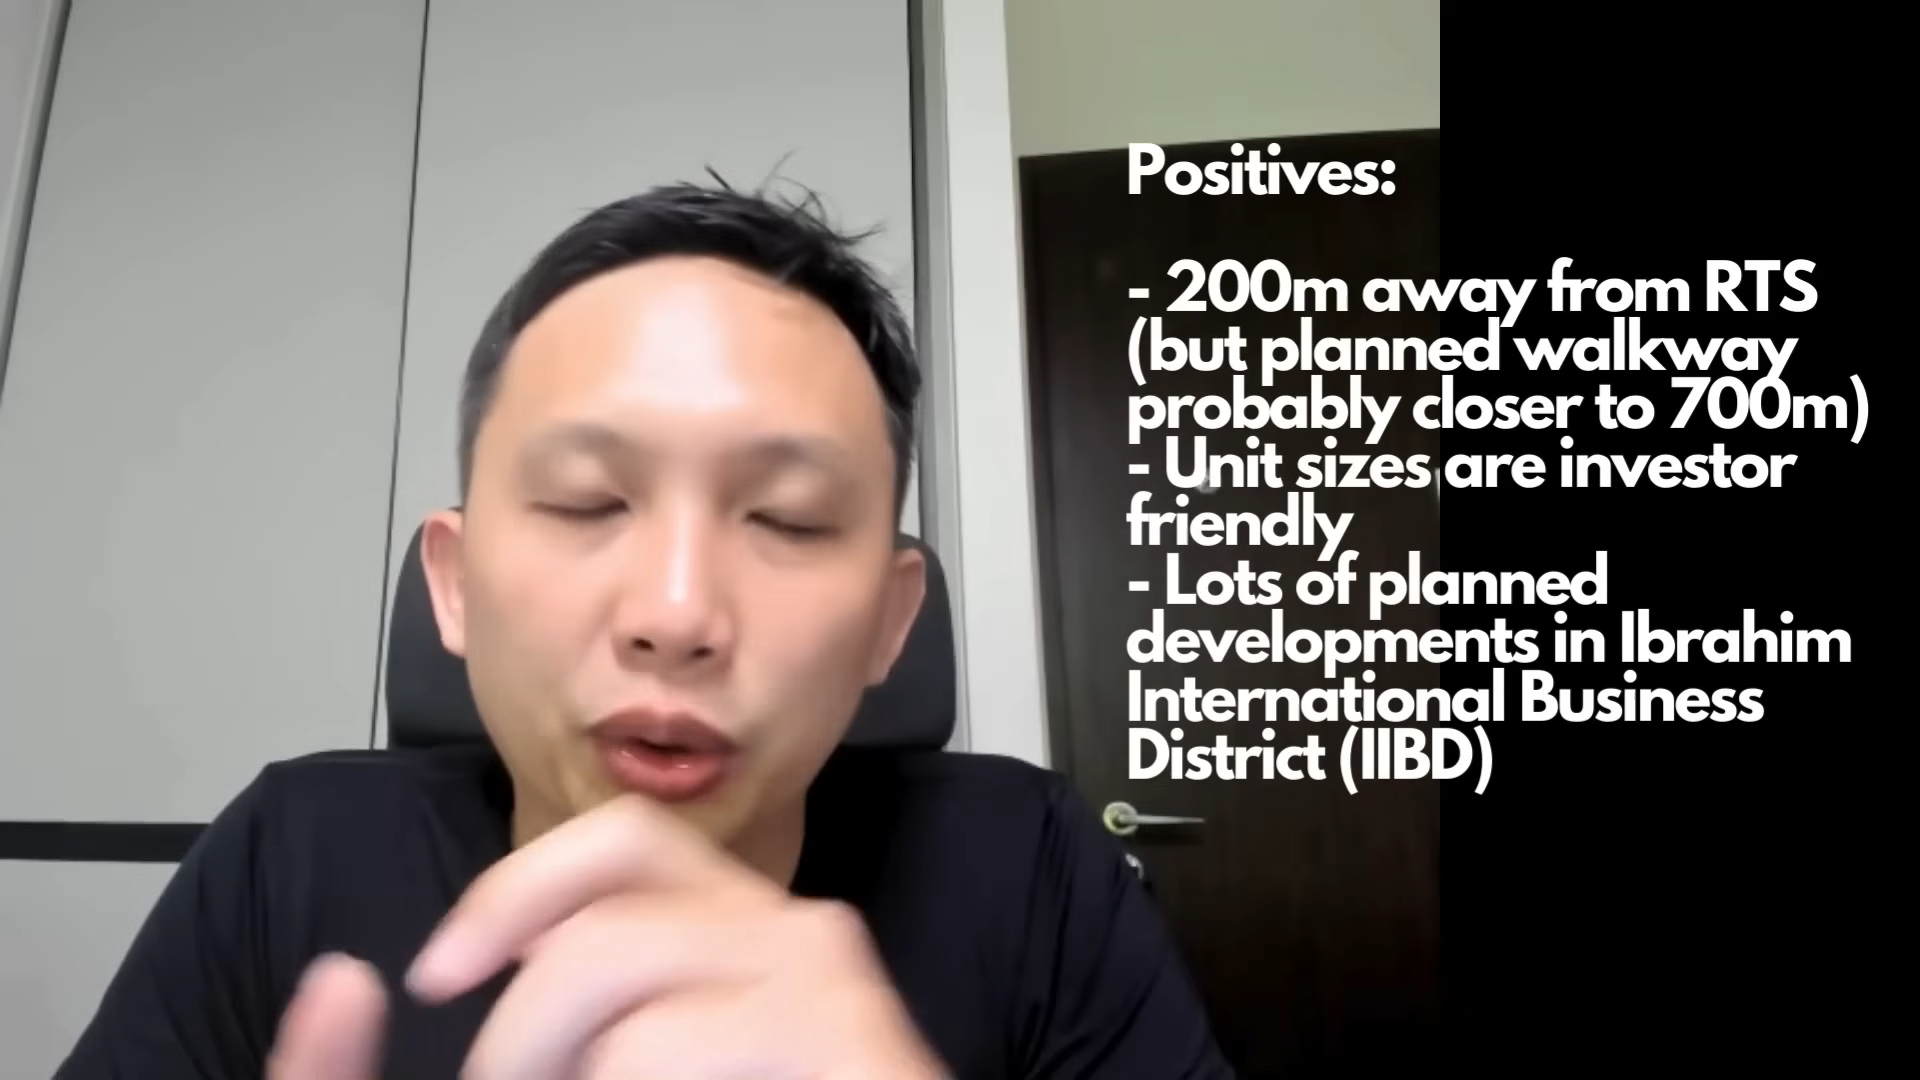 Positives:
- 200m away from RTS
(but planned walkway
probably closer to 700m)
- Unit sizes are investor
friendly
- Lots of planned
developments in Ibrahim
International Business
District (IIBD)